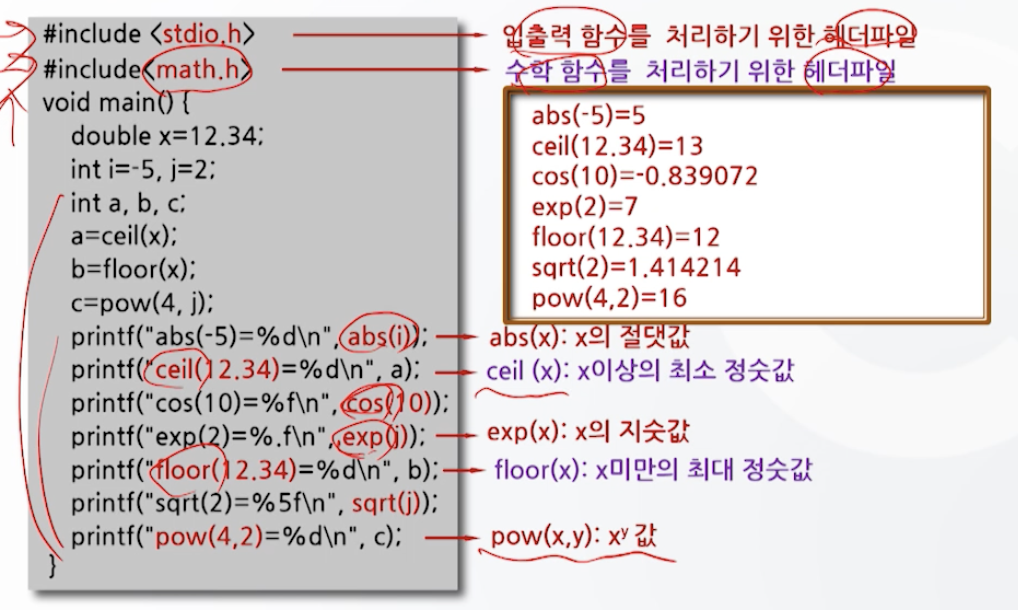 #include <stdio.h>
입출력 함수를 처리하기 위한 헤더파일
#include<math.h>
수학 함수를 처리하기 위한 헤더파일
void main() {
double x=12.34;
int i=-5, j=2;
int a, b, c;
a=ceil(x);
b=floor(x);
c=pow(4, j);
printf("abs(-5)=%d\n", abs(i));
printf("ceil(12.34)=%d\n", a);
printf("cos(10)=%f\n", cos(10));
printf("exp(2)=%.f\n", exp(j));
printf("floor(12.34)=%d\n", b);
printf("sqrt(2)=%5f\n", sqrt(j));
printf("pow(4,2)=%d\n", c);
}
abs(-5)=5
ceil(12.34)=13
cos(10)=-0.839072
exp(2)=7
floor(12.34)=12
sqrt(2)=1.414214
pow(4,2)=16
abs(x): x의 절댓값
ceil (x): x이상의 최소 정숫값
exp(x): x의 지숫값
floor(x): x미만의 최대 정숫값
pow(x,y): xʸ 값